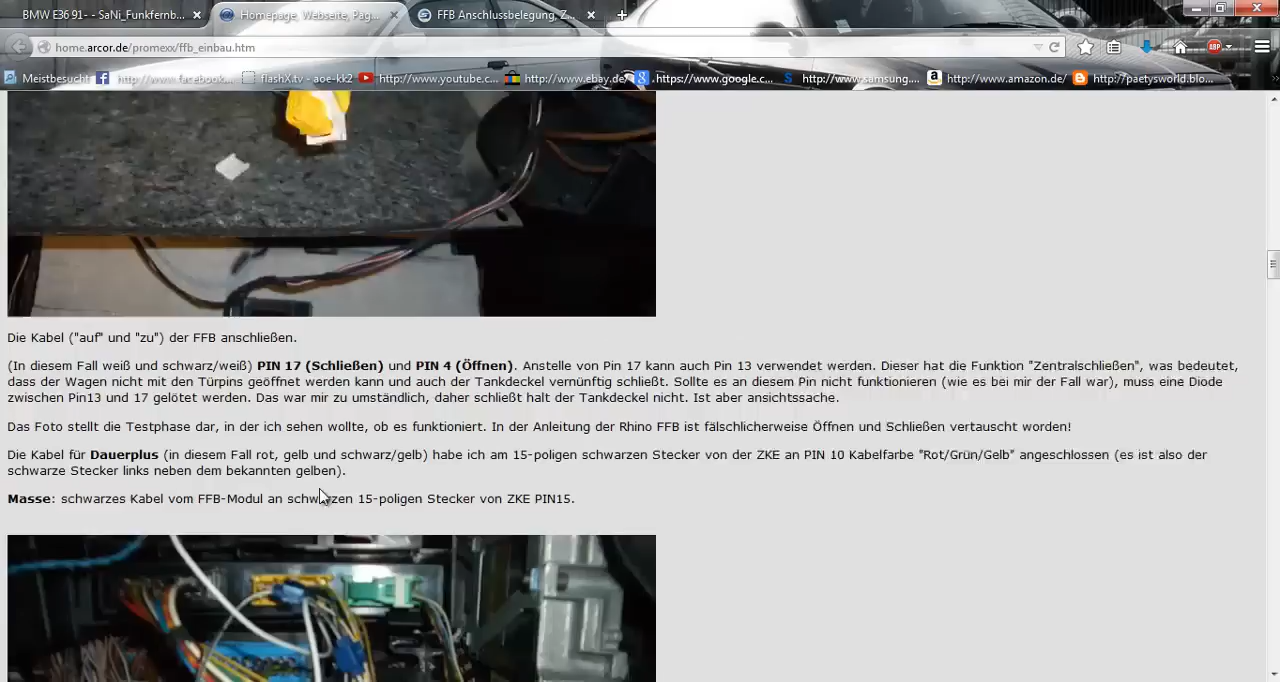 BMW E36 91- - SaNi_Funkfernb...
Homepage, Webseite, Pag...
FFB Anschlussbelegung, Z...
home.arcor.de/promexx/ffb_einbau.htm
ABP
Meistbesucht
http://www.facebook...
flashX.tv - aoe-kk2
http://www.youtube.c...
http://www.ebay.de/
https://www.google.c...
http://www.samsung....
http://www.amazon.de/
http://paetysworld.blo...
Die Kabel ("auf" und "zu") der FFB anschließen.
(In diesem Fall weiß und schwarz/weiß) PIN 17 (Schließen) und PIN 4 (Öffnen). Anstelle von Pin 17 kann auch Pin 13 verwendet werden. Dieser hat die Funktion "Zentralschließen", was bedeutet,
dass der Wagen nicht mit den Türpins geöffnet werden kann und auch der Tankdeckel vernünftig schließt. Sollte es an diesem Pin nicht funktionieren (wie es bei mir der Fall war), muss eine Diode
zwischen Pin13 und 17 gelötet werden. Das war mir zu umständlich, daher schließt halt der Tankdeckel nicht. Ist aber ansichtssache.
Das Foto stellt die Testphase dar, in der ich sehen wollte, ob es funktioniert. In der Anleitung der Rhino FFB ist fälschlicherweise Öffnen und Schließen vertauscht worden!
Die Kabel für Dauerplus (in diesem Fall rot, gelb und schwarz/gelb) habe ich am 15-poligen schwarzen Stecker von der ZKE an PIN 10 Kabelfarbe "Rot/Grün/Gelb" angeschlossen (es ist also der
schwarze Stecker links neben dem bekannten gelben).
Masse: schwarzes Kabel vom FFB-Modul an schwarzen 15-poligen Stecker von ZKE PIN15.